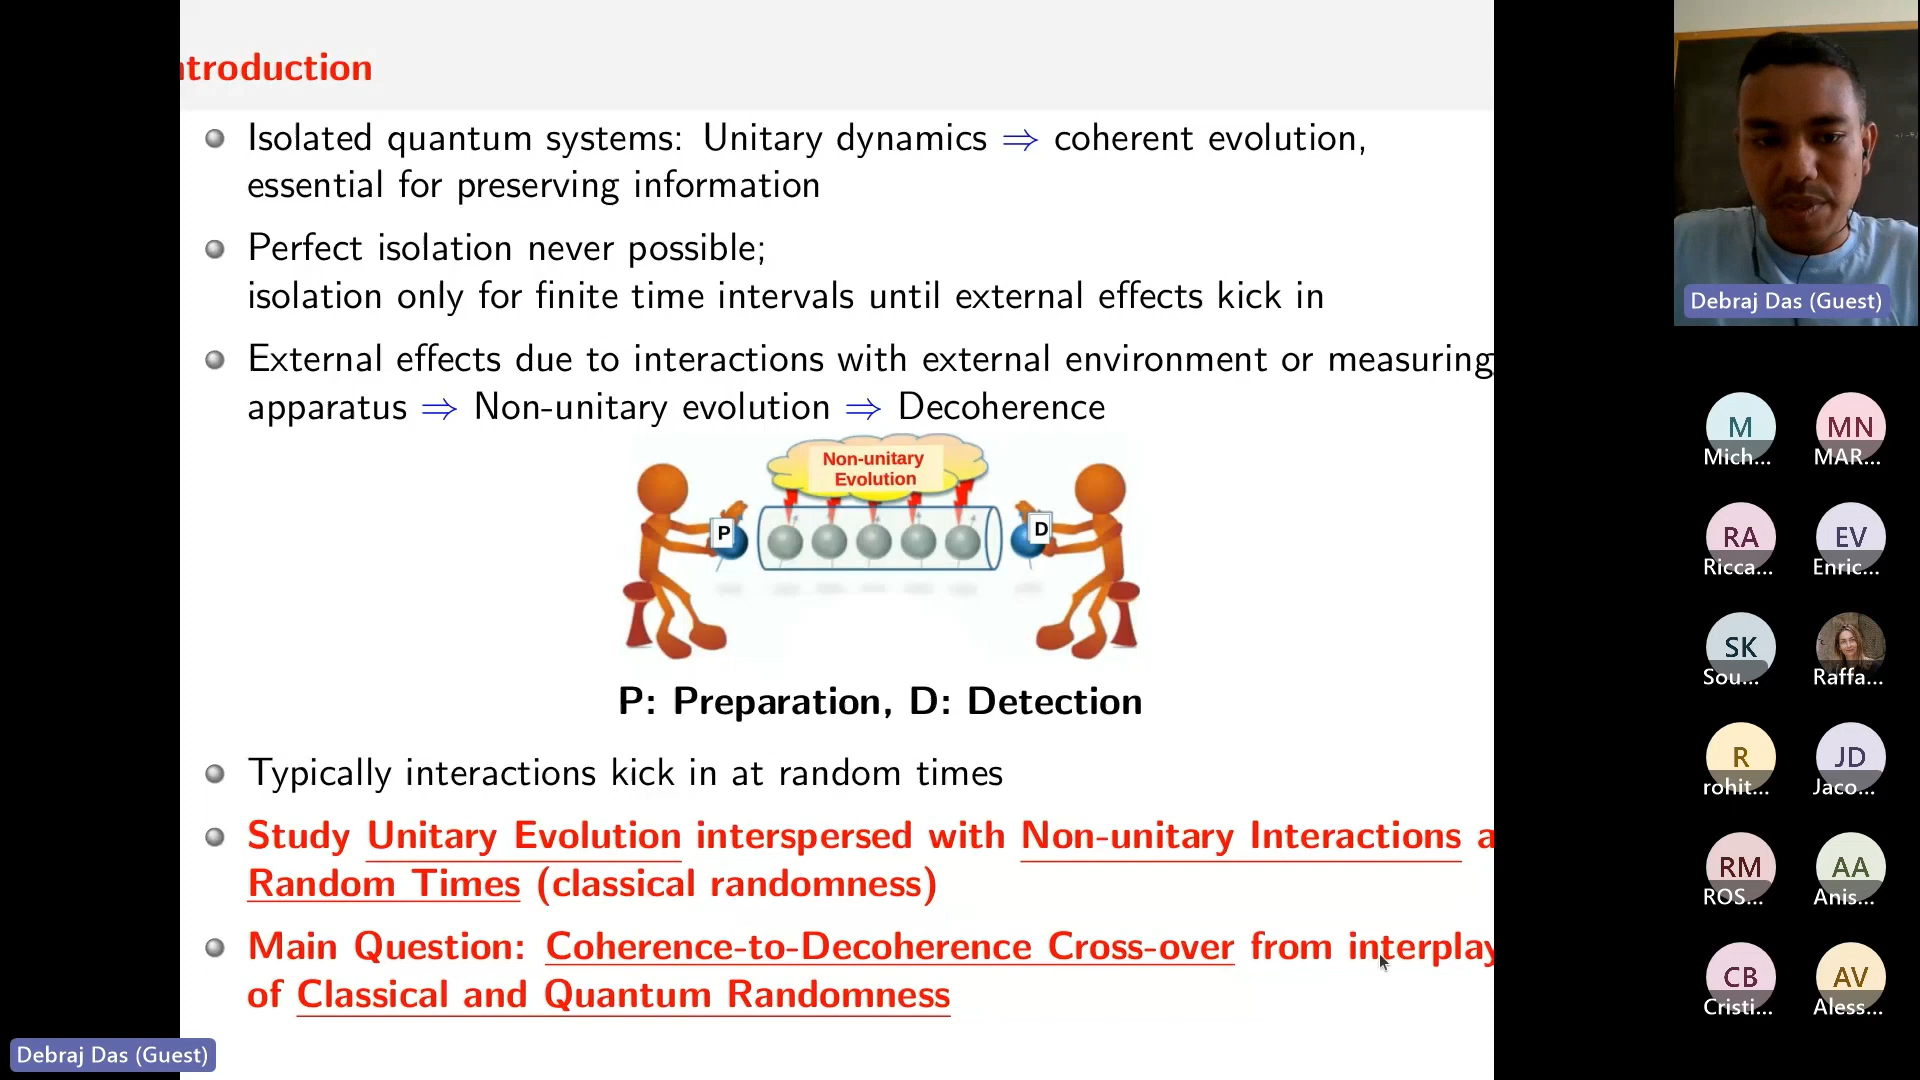 ntroduction
Isolated quantum systems: Unitary dynamics ⇒ coherent evolution,
essential for preserving information
Perfect isolation never possible;
isolation only for finite time intervals until external effects kick in
External effects due to interactions with external environment or measuring
apparatus ⇒ Non-unitary evolution ⇒ Decoherence
Non-unitary
Evolution
P
D
P: Preparation, D: Detection
Typically interactions kick in at random times
Study Unitary Evolution interspersed with Non-unitary Interactions a
Random Times (classical randomness)
Main Question: Coherence-to-Decoherence Cross-over from interplay
of Classical and Quantum Randomness
Debraj Das (Guest)
Debraj Das (Guest)
M MN
Mich... MAR...
RA EV
Ricca... Enric...
SK
Sou... Raffa...
R JD
rohit... Jaco...
RM AA
ROS... Anis...
CB AV
Cristi... Aless...